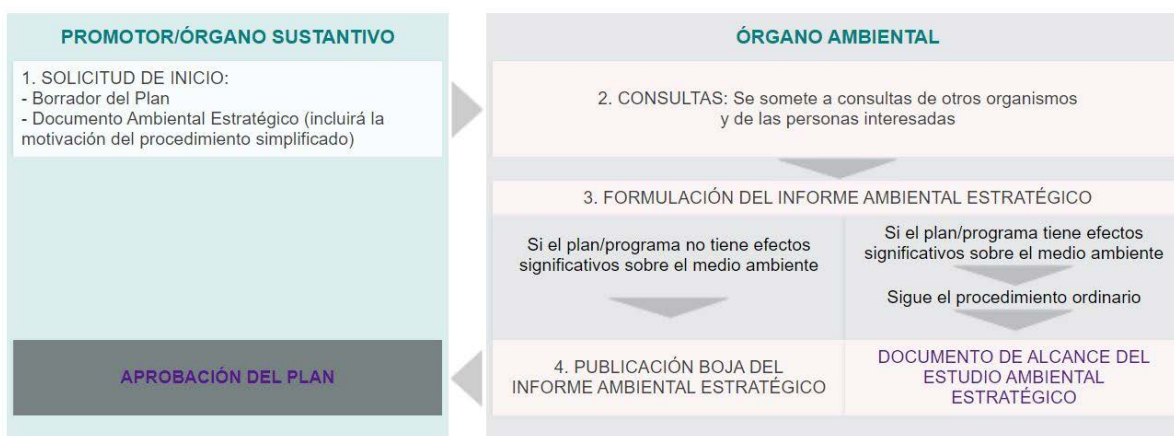 PROMOTOR/ÓRGANO SUSTANTIVO
1. SOLICITUD DE INICIO:
- Borrador del Plan
- Documento Ambiental Estratégico (incluirá la
motivación del procedimiento simplificado)
ÓRGANO AMBIENTAL
2. CONSULTAS: Se somete a consultas de otros organismos
y de las personas interesadas
3. FORMULACIÓN DEL INFORME AMBIENTAL ESTRATÉGICO
Si el plan/programa no tiene efectos
significativos sobre el medio ambiente
Si el plan/programa tiene efectos
significativos sobre el medio ambiente
Sigue el procedimiento ordinario
4. PUBLICACIÓN BOJA DEL
INFORME AMBIENTAL ESTRATÉGICO
DOCUMENTO DE ALCANCE DEL
ESTUDIO AMBIENTAL
ESTRATÉGICO
APROBACIÓN DEL PLAN